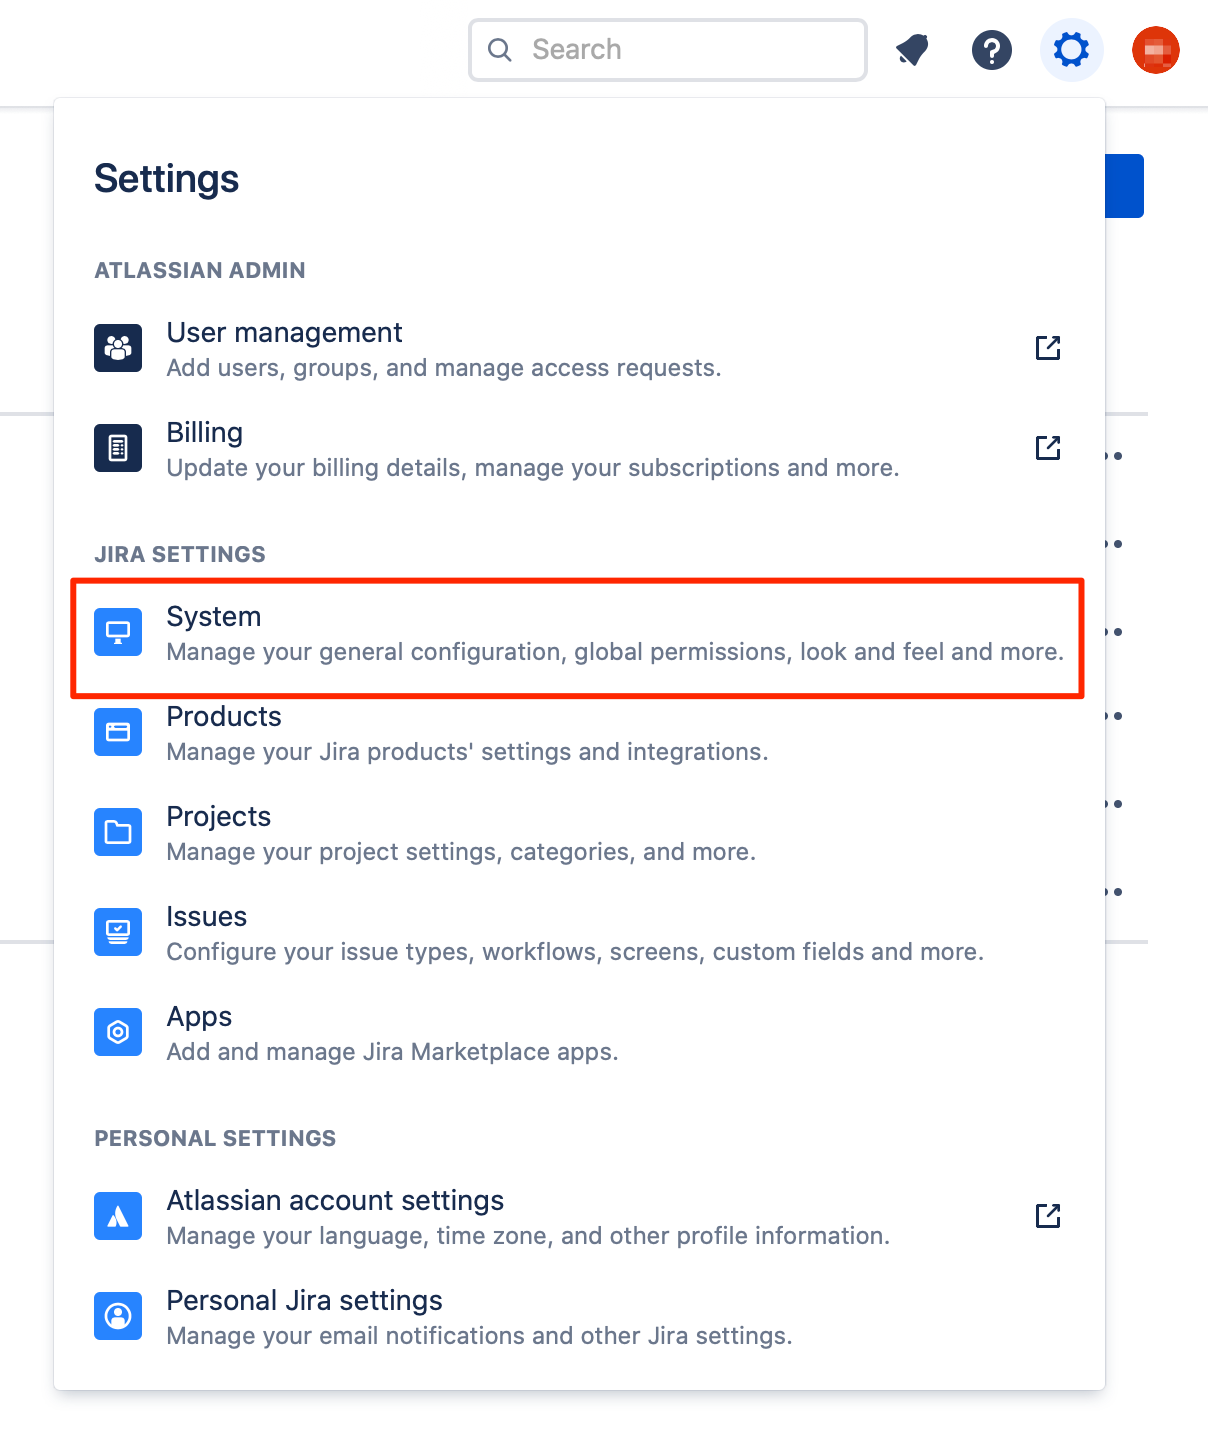 Search
Settings
ATLASSIAN ADMIN
User management
Add users, groups, and manage access requests.
Billing
Update your billing details, manage your subscriptions and more.
JIRA SETTINGS
System
Manage your general configuration, global permissions, look and feel and more.
Products
Manage your Jira products' settings and integrations.
Projects
Manage your project settings, categories, and more.
Issues
Configure your issue types, workflows, screens, custom fields and more.
Apps
Add and manage Jira Marketplace apps.
PERSONAL SETTINGS
Atlassian account settings
Manage your language, time zone, and other profile information.
Personal Jira settings
Manage your email notifications and other Jira settings.